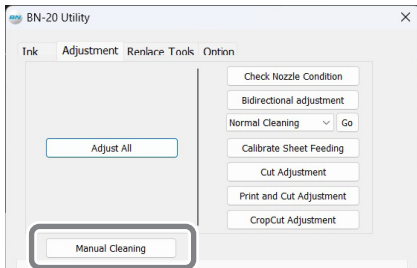 BN BN-20 Utility
Ink Adjustment Replace Tools Option
Check Nozzle Condition
Bidirectional adjustment
Normal Cleaning Go
Adjust All
Calibrate Sheet Feeding
Cut Adjustment
Print and Cut Adjustment
CropCut Adjustment
Manual Cleaning